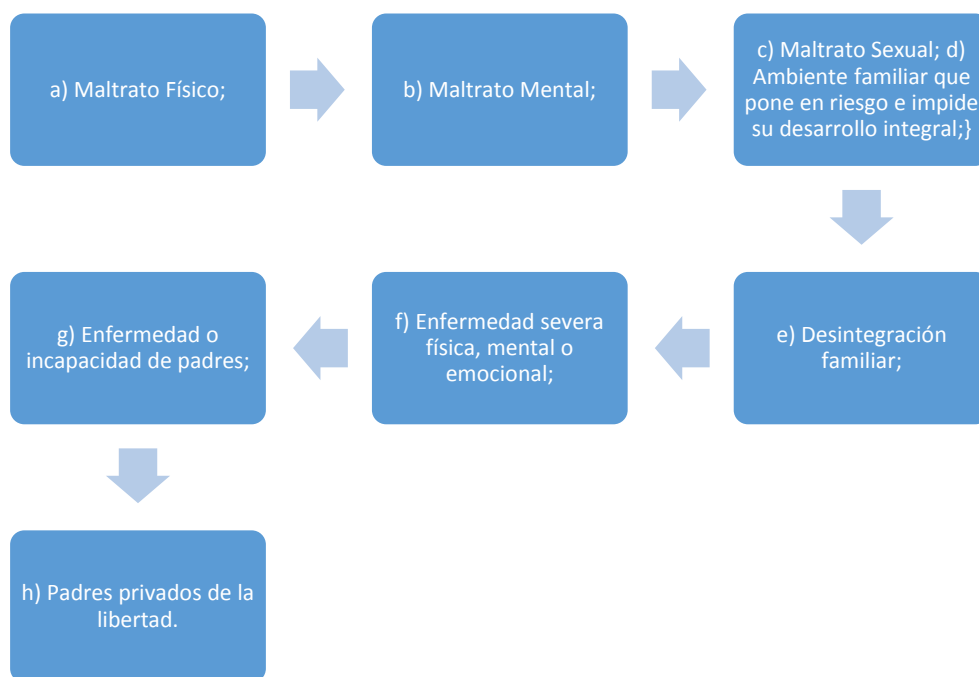 a) Maltrato Físico;
b) Maltrato Mental;
c) Maltrato Sexual; d)
Ambiente familiar que
pone en riesgo e impide
su desarrollo integral;}
e) Desintegración
familiar;
f) Enfermedad severa
física, mental o
emocional;
g) Enfermedad o
incapacidad de padres;
h) Padres privados de la
libertad.